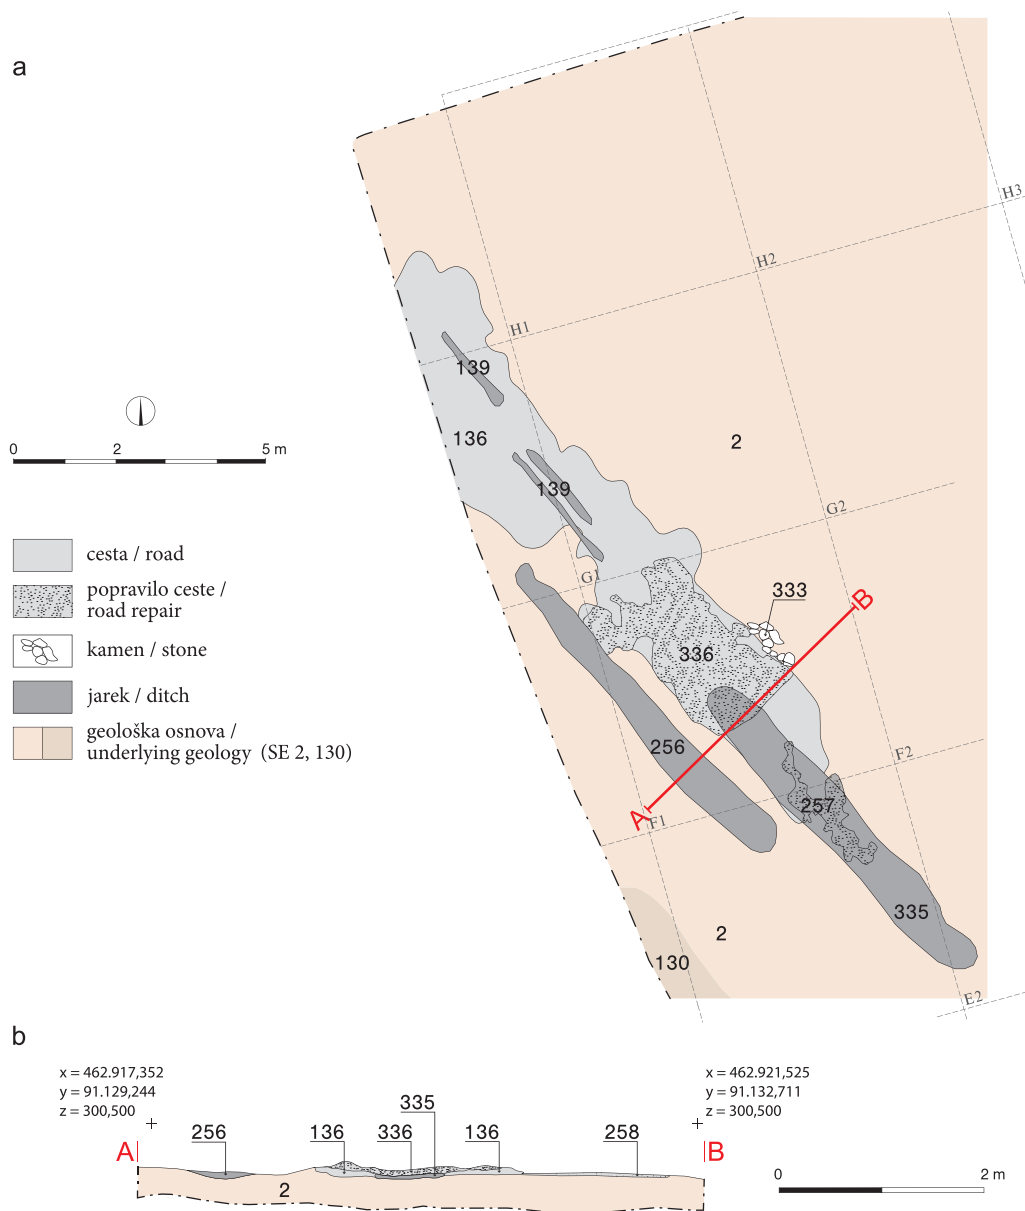 a
H3
H2
H1
139
136
2
139
G2
G1
333
B
336
256
F2
257
A
F1
335
2
130
E2
0 2 5 m
cesta / road
popravilo ceste /
road repair
kamen / stone
jarek / ditch
geološka osnova /
underlying geology (SE 2, 130)
b
x = 462.917,352
y = 91.129,244
z = 300,500
x = 462.921,525
y = 91.132,711
z = 300,500
335
A 256 136 336 136 258 B
2
0 2 m